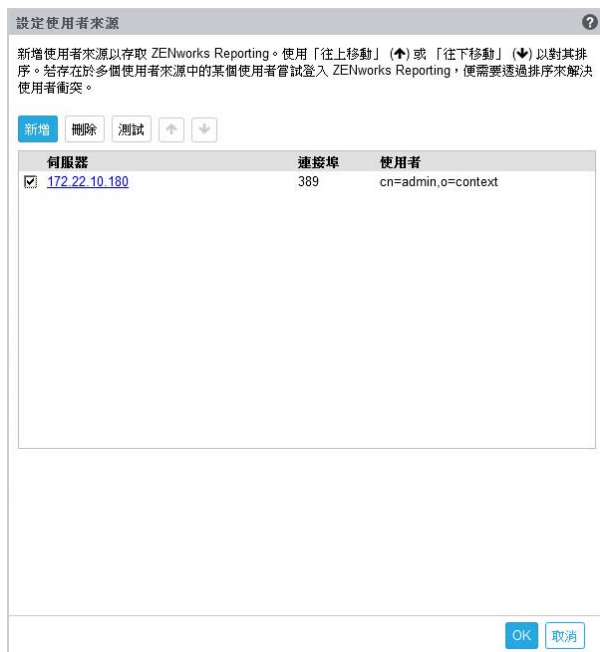 設定使用者來源
新增使用者來源以存取 ZENworks Reporting。使用「往上移動」(↑) 或 「往下移動」(↓) 以對其排
序。若存在於多個使用者來源中的某個使用者嘗試登入 ZENworks Reporting，便需要透過排序來解決
使用者衝突。
新增 刪除 測試
伺服器 連接埠 使用者
172.22.10.180 389 cn=admin,o=context
OK 取消